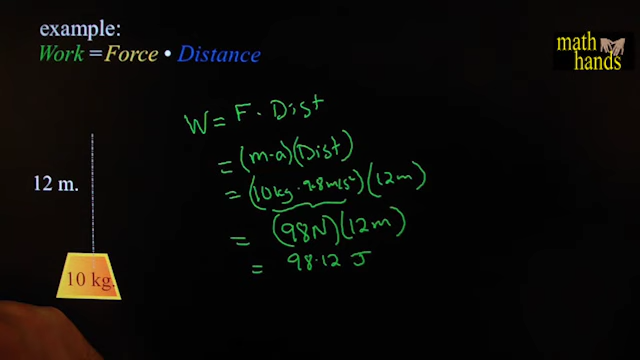 example:
Work = Force • Distance
math
hands
W = F · Dist
= (m·a)(Dist)
12 m.
= (10kg · 9.8m/s²)(12m)
= (98N)(12m)
= 98·12 J
10 kg.